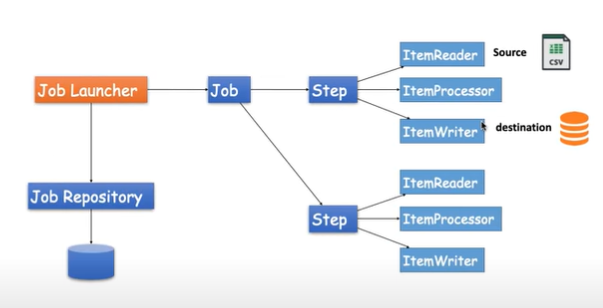 ItemReader
Source
CSV
Job Launcher
Job
Step
ItemProcessor
ItemWriter
destination
Job Repository
ItemReader
Step
ItemProcessor
ItemWriter